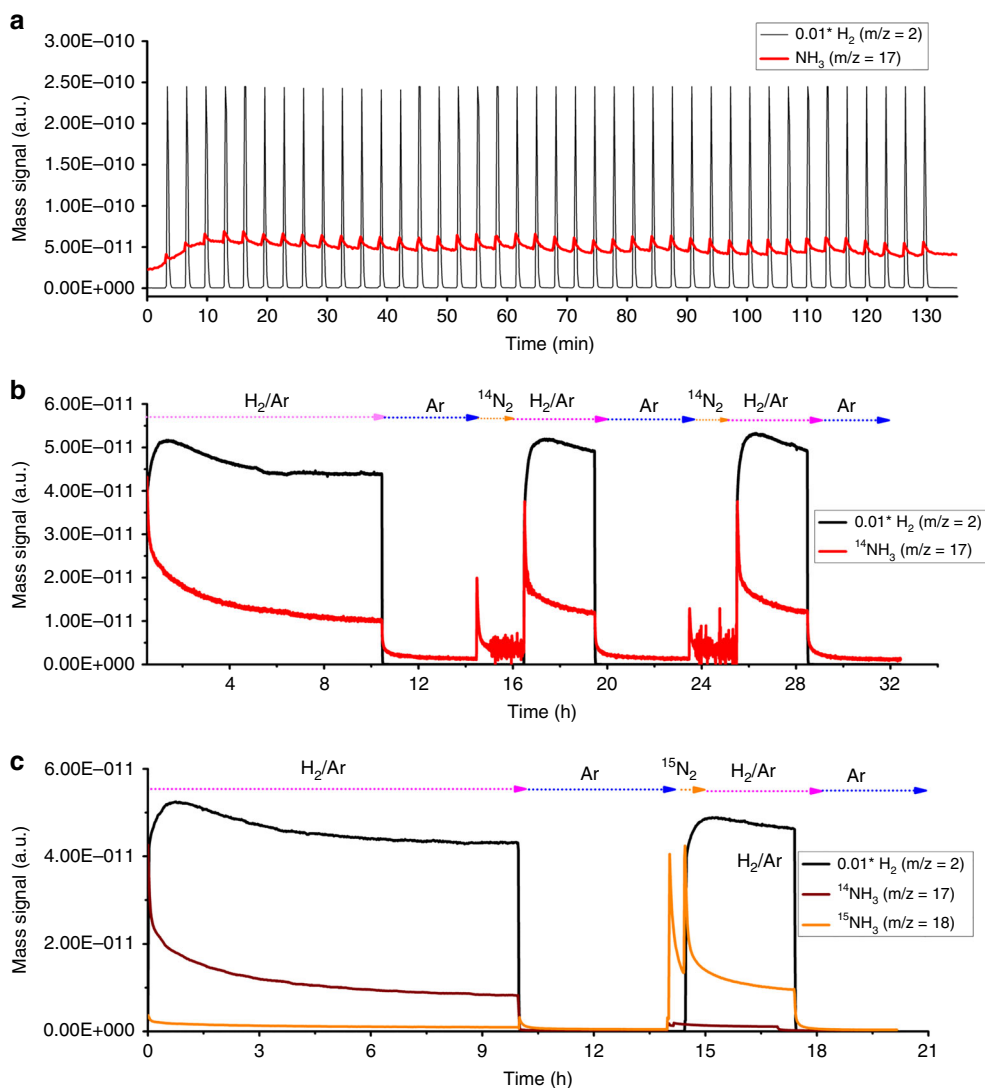 a
3.00E–010
2.50E–010
2.00E–010
1.50E–010
1.00E–010
5.00E–011
0.00E+000
Mass signal (a.u.)
0.01* H₂ (m/z = 2)
NH₃ (m/z = 17)
0 10 20 30 40 50 60 70 80 90 100 110 120 130
Time (min)
b
6.00E–011
5.00E–011
4.00E–011
3.00E–011
2.00E–011
1.00E–011
0.00E+000
Mass signal (a.u.)
H₂/Ar Ar ¹⁴N₂ H₂/Ar Ar ¹⁴N₂ H₂/Ar Ar
0.01* H₂ (m/z = 2)
¹⁴NH₃ (m/z = 17)
4 8 12 16 20 24 28 32
Time (h)
c
6.00E–011
4.00E–011
2.00E–011
0.00E+000
Mass signal (a.u.)
H₂/Ar Ar ¹⁵N₂ H₂/Ar Ar
H₂/Ar
0.01* H₂ (m/z = 2)
¹⁴NH₃ (m/z = 17)
¹⁵NH₃ (m/z = 18)
0 3 6 9 12 15 18 21
Time (h)